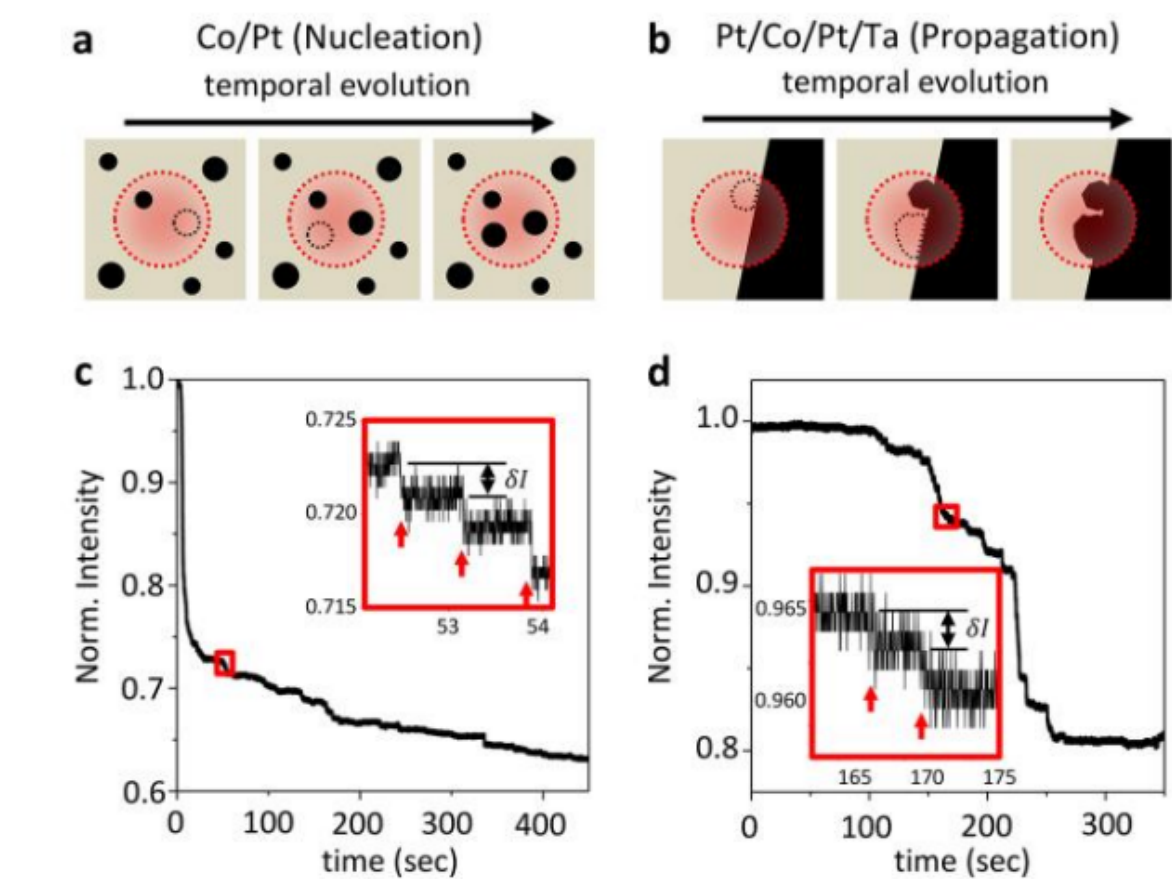 a
Co/Pt (Nucleation)
temporal evolution
b
Pt/Co/Pt/Ta (Propagation)
temporal evolution
c
Norm. Intensity
1.0
0.9
0.8
0.7
0.6
0
100
200
300
400
time (sec)
0.725
0.720
0.715
53
54
δI
d
Norm. Intensity
1.0
0.9
0.8
0
100
200
300
time (sec)
0.965
0.960
165
170
175
δI